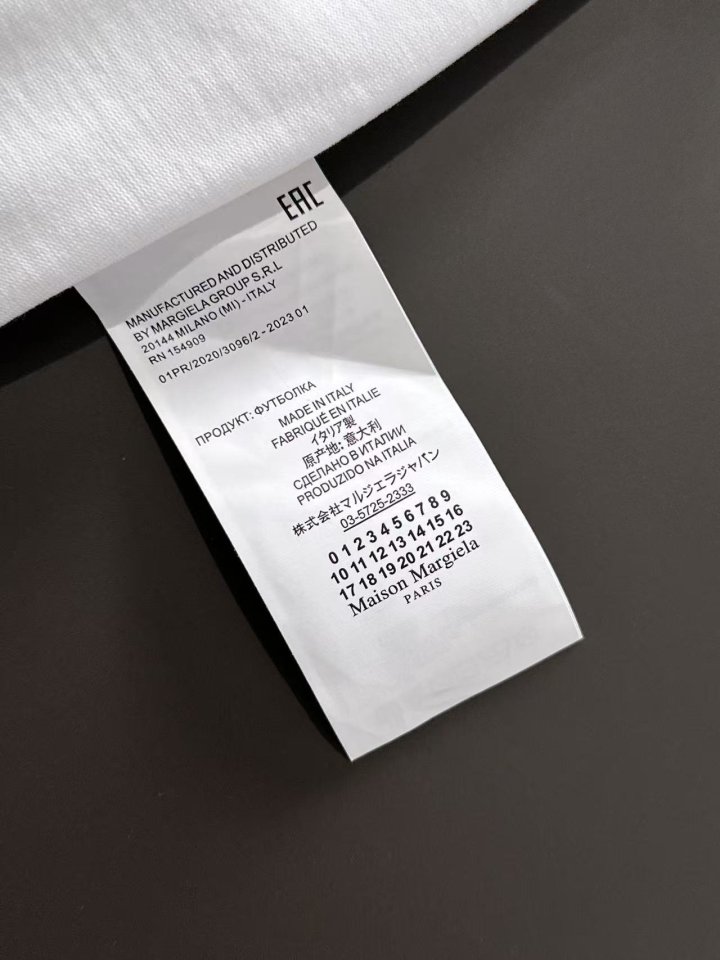 EAC
MANUFACTURED AND DISTRIBUTED
BY MARGIELA GROUP S.R.L
20144 MILANO (MI) - ITALY
RN 154909
01PR/2020/3096/2 - 2023 01
ПРОДУКТ: ФУТБОЛКА
MADE IN ITALY
FABRIQUÉ EN ITALIE
イタリア製
原产地: 意大利
СДЕЛАНО В ИТАЛИИ
PRODUZIDO NA ITALIA
株式会社マルジェラジャパン
03-5725-2333
0 1 2 3 4 5 6 7 8 9
10 11 12 13 14 15 16
17 18 19 20 21 22 23
Maison Margiela
PARIS